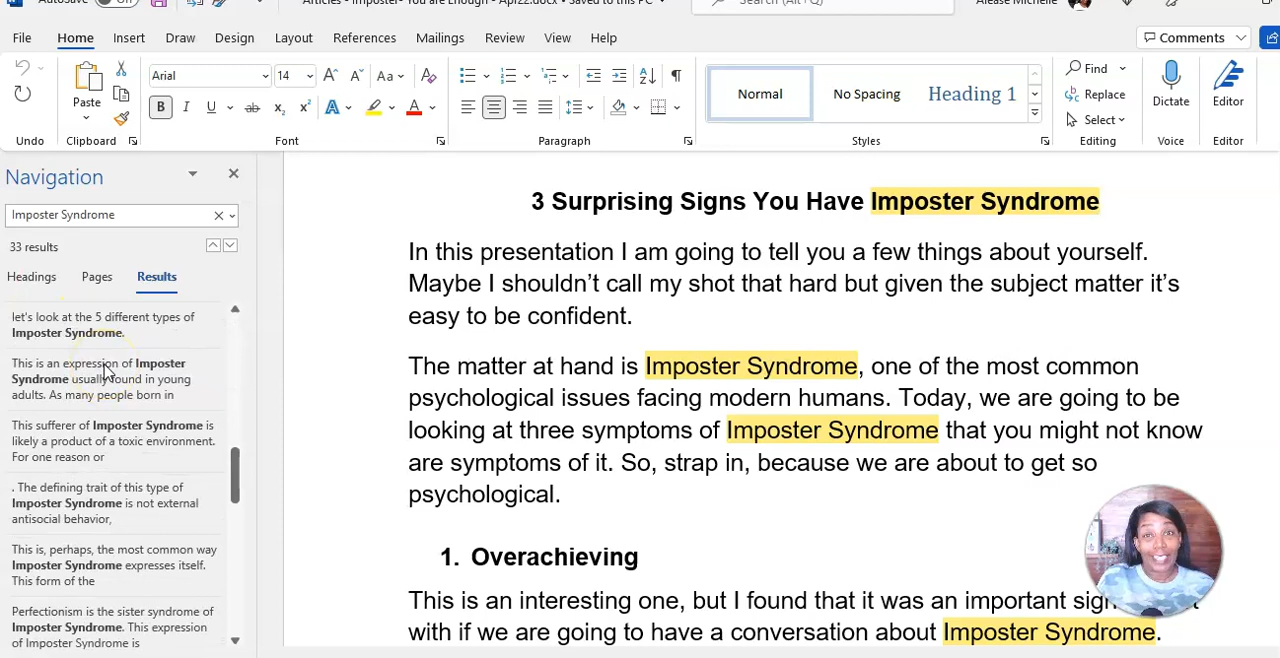 AutoSave Off Articles - Imposter- You are Enough - Apr22.docx • Saved to this PC Search (Alt+Q) Alease Michelle
File Home Insert Draw Design Layout References Mailings Review View Help Comments
Paste Arial 14 Aa B I U ab x₂ x² A A
Normal No Spacing Heading 1
Find
Replace
Select
Dictate Editor
Undo Clipboard Font Paragraph Styles Editing Voice Editor
Navigation
Imposter Syndrome
33 results
Headings Pages Results
let's look at the 5 different types of
Imposter Syndrome.
This is an expression of Imposter
Syndrome usually found in young
adults. As many people born in
This sufferer of Imposter Syndrome is
likely a product of a toxic environment.
For one reason or
. The defining trait of this type of
Imposter Syndrome is not external
antisocial behavior,
This is, perhaps, the most common way
Imposter Syndrome expresses itself.
This form of the
Perfectionism is the sister syndrome of
Imposter Syndrome. This expression
of Imposter Syndrome is
3 Surprising Signs You Have Imposter Syndrome
In this presentation I am going to tell you a few things about yourself.
Maybe I shouldn’t call my shot that hard but given the subject matter it’s
easy to be confident.
The matter at hand is Imposter Syndrome, one of the most common
psychological issues facing modern humans. Today, we are going to be
looking at three symptoms of Imposter Syndrome that you might not know
are symptoms of it. So, strap in, because we are about to get so
psychological.
1. Overachieving
This is an interesting one, but I found that it was an important
with if we are going to have a conversation about Imposter Syndrome.